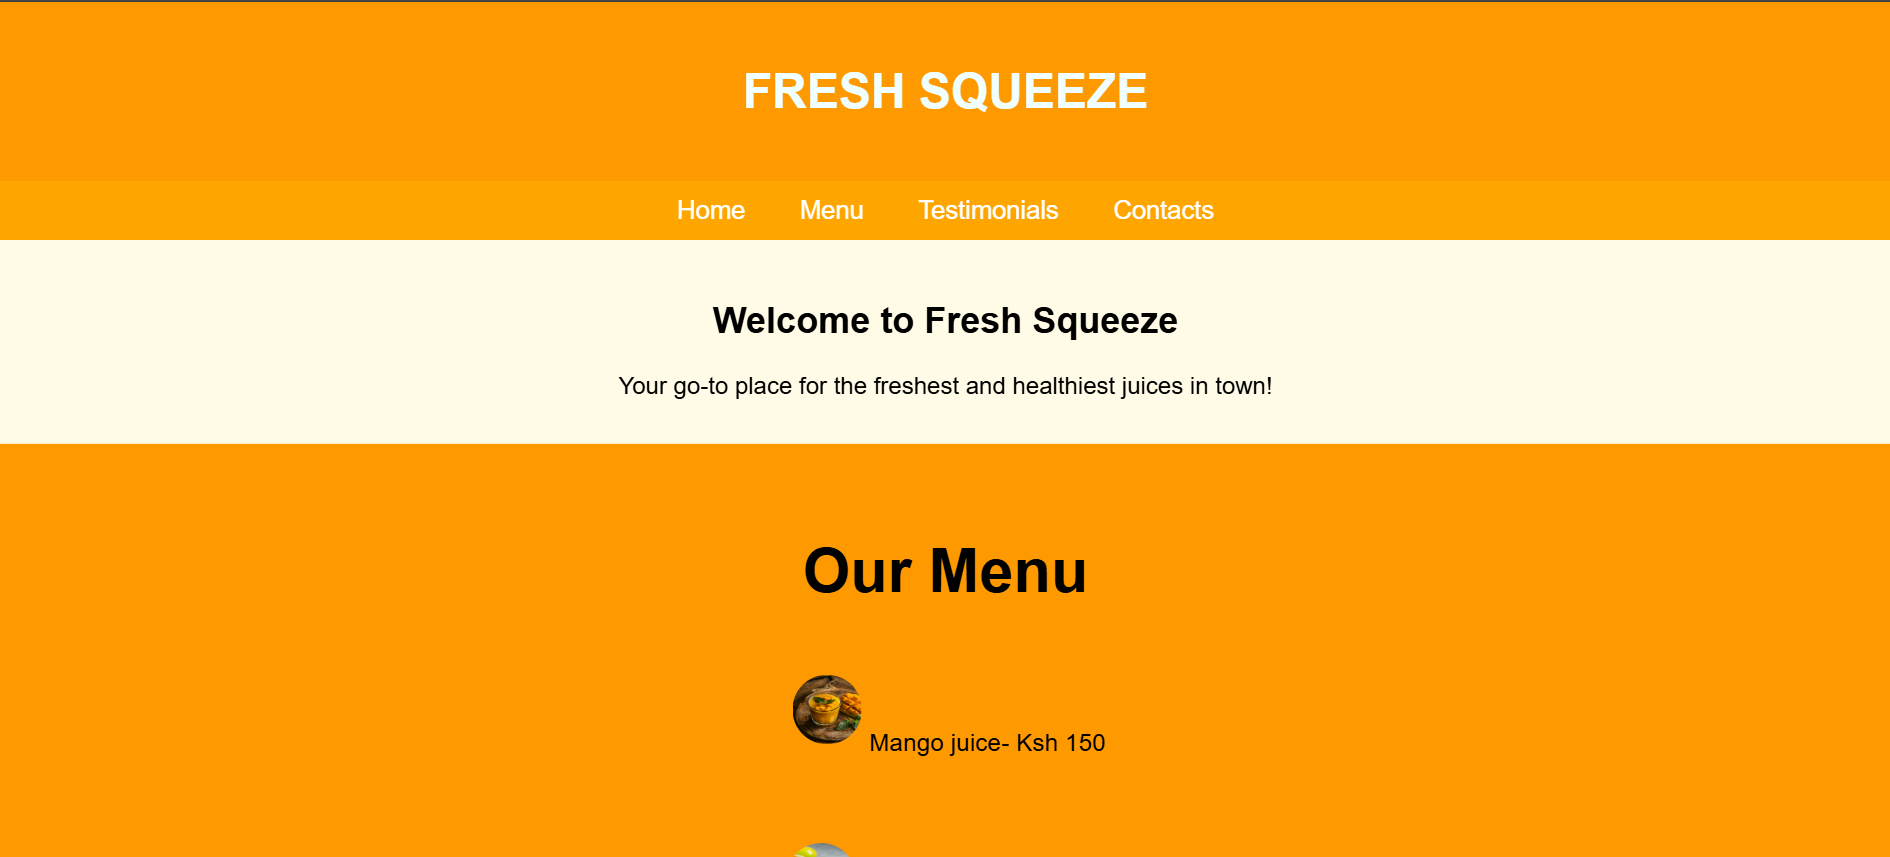 FRESH SQUEEZE
Home Menu Testimonials Contacts
Welcome to Fresh Squeeze
Your go-to place for the freshest and healthiest juices in town!
Our Menu
Mango juice- Ksh 150